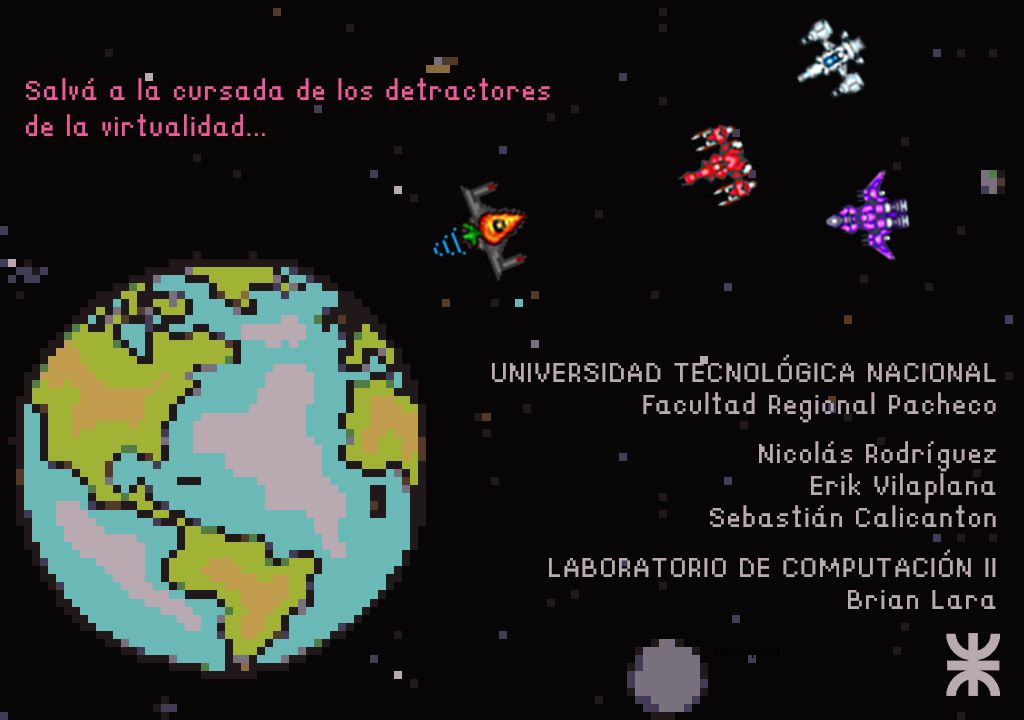 Salvá a la cursada de los detractores
de la virtualidad...
UNIVERSIDAD TECNOLÓGICA NACIONAL
Facultad Regional Pacheco
Nicolás Rodríguez
Erik Vilaplana
Sebastián Calicanton
LABORATORIO DE COMPUTACIÓN II
Brian Lara